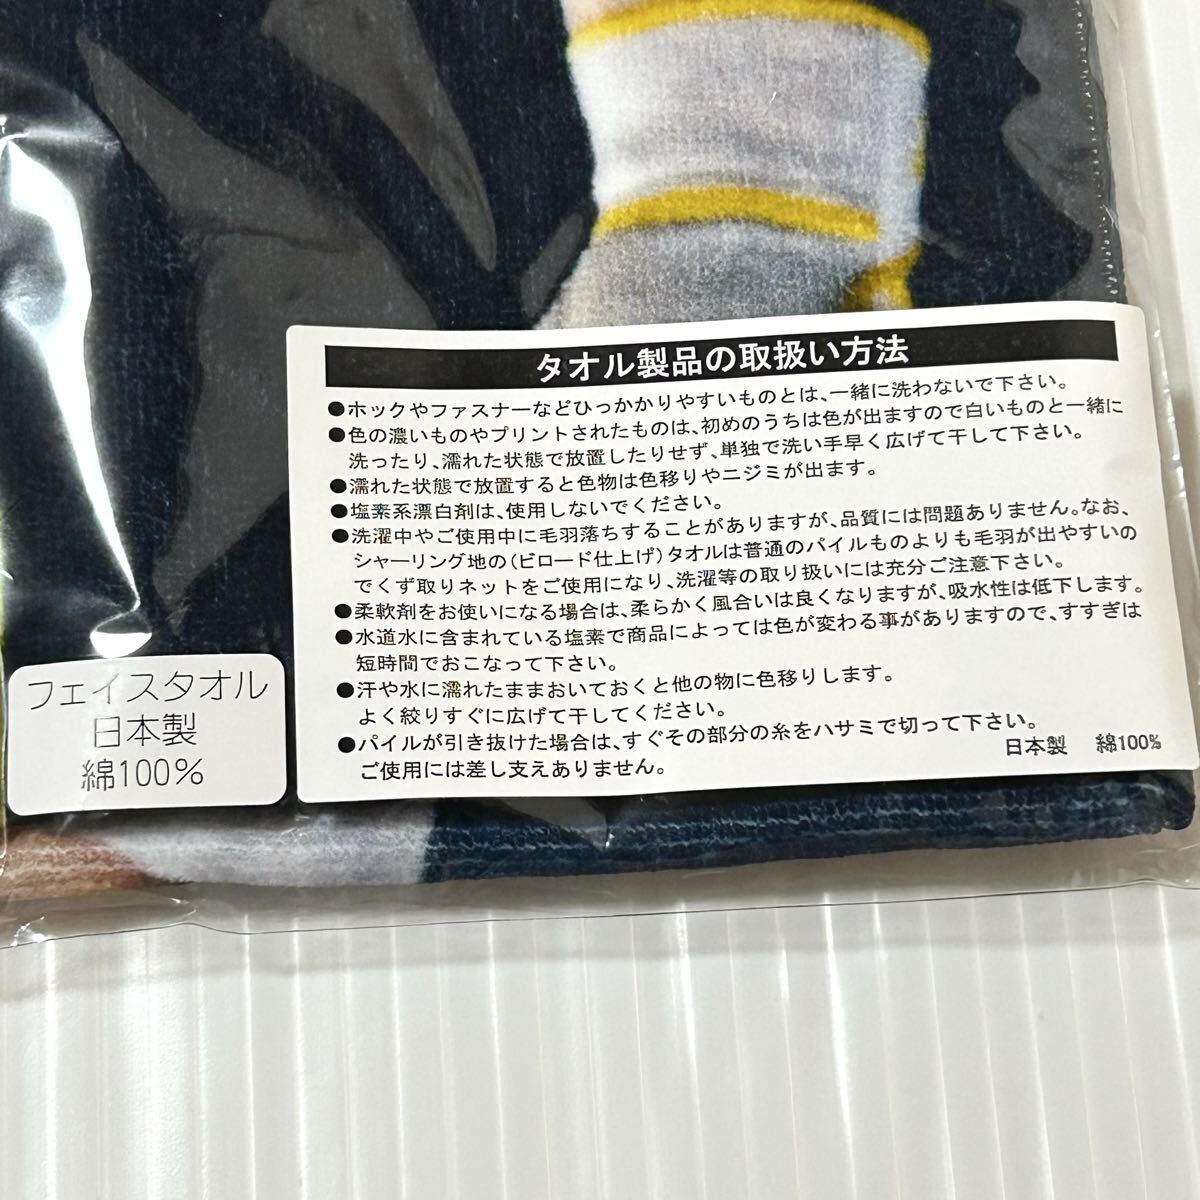 タオル製品の取扱い方法
●ホックやファスナーなどひっかかりやすいものとは、一緒に洗わないで下さい。
●色の濃いものやプリントされたものは、初めのうちは色が出ますので白いものと一緒に
洗ったり、濡れた状態で放置したりせず、単独で洗い手早く広げて干して下さい。
●濡れた状態で放置すると色物は色移りやニジミが出ます。
●塩素系漂白剤は、使用しないでください。
●洗濯中やご使用中に毛羽落ちすることがありますが、品質には問題ありません。なお、
シャーリング地の(ビロード仕上げ)タオルは普通のパイルものよりも毛羽が出やすいの
でくず取りネットをご使用になり、洗濯等の取り扱いには充分ご注意下さい。
●柔軟剤をお使いになる場合は、柔らかく風合いは良くなりますが、吸水性は低下します。
●水道水に含まれている塩素で商品によっては色が変わる事がありますので、すすぎは
短時間でおこなって下さい。
●汗や水に濡れたままおいておくと他の物に色移りします。
よく絞りすぐに広げて干してください。
●パイルが引き抜けた場合は、すぐその部分の糸をハサミで切って下さい。
ご使用には差し支えありません。
日本製 綿100%
フェイスタオル
日本製
綿100%